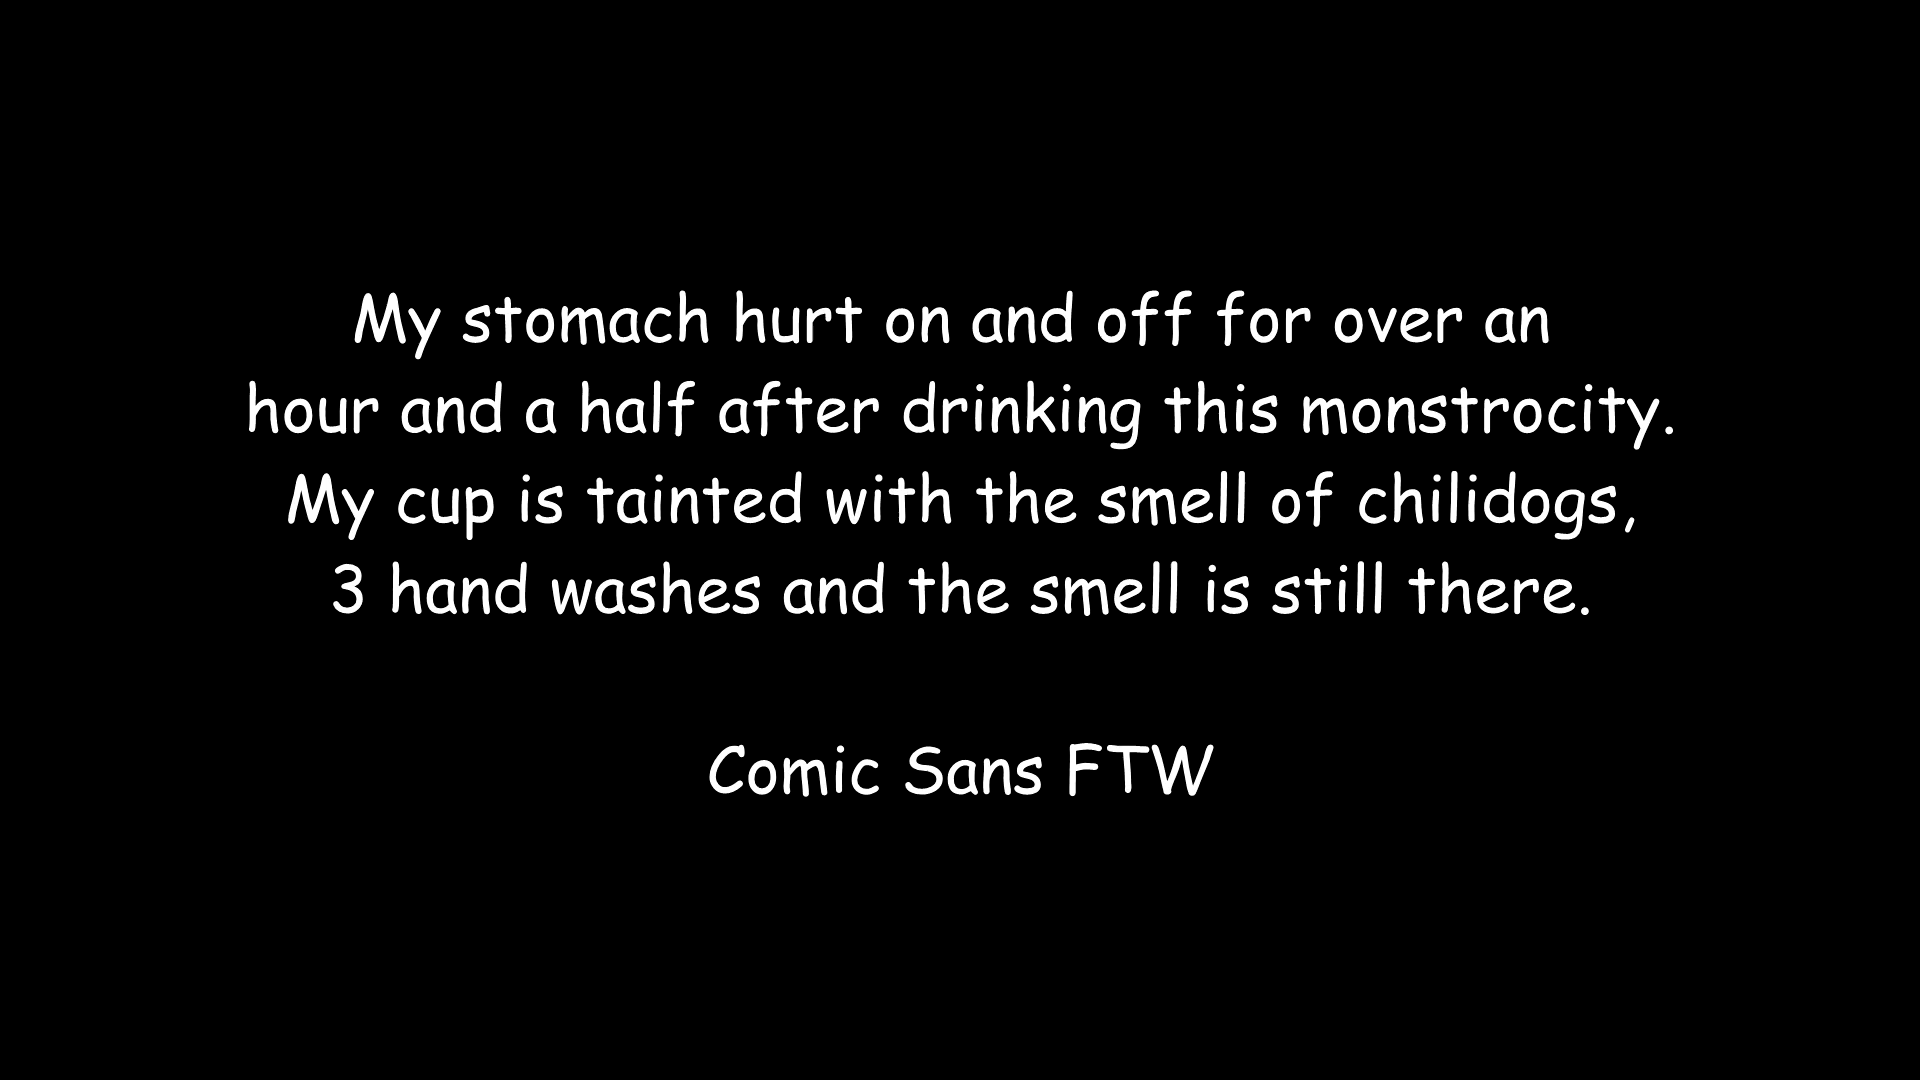 My stomach hurt on and off for over an
hour and a half after drinking this monstrocity.
My cup is tainted with the smell of chilidogs,
3 hand washes and the smell is still there.
Comic Sans FTW